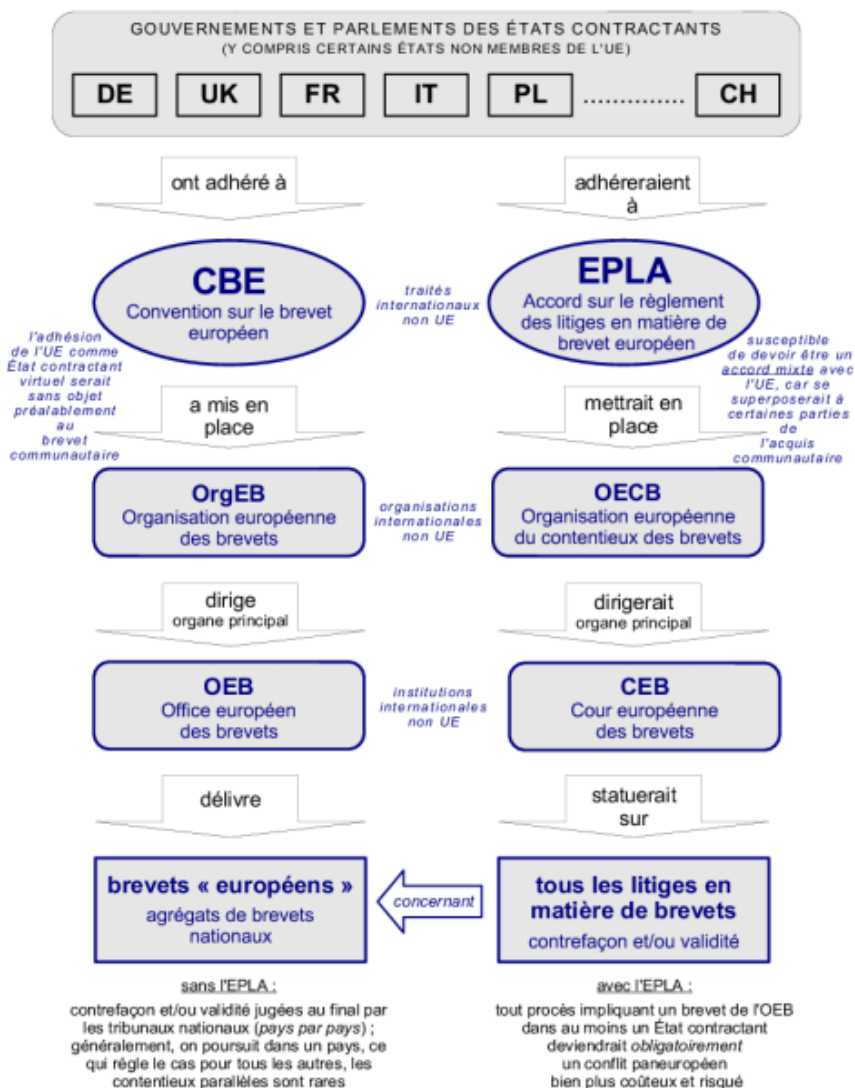 GOUVERNEMENTS ET PARLEMENTS DES ÉTATS CONTRACTANTS
(Y COMPRIS CERTAINS ÉTATS NON MEMBRES DE L'UE)
DE UK FR IT PL .............. CH
ont adhéré à
adhéreraient
à
CBE
Convention sur le brevet
européen
traités
internationaux
non UE
EPLA
Accord sur le règlement
des litiges en matière de
brevet européen
l'adhésion
de l'UE comme
État contractant
virtuel serait
sans objet
préalablement
au
brevet
communautaire
susceptible
de devoir être un
accord mixte avec
l'UE, car se
superposerait à
certaines parties
de
l'acquis
communautaire
a mis en
place
mettrait en
place
OrgEB
Organisation européenne
des brevets
organisations
internationales
non UE
OECB
Organisation européenne
du contentieux des brevets
dirige
organe principal
dirigerait
organe principal
OEB
Office européen
des brevets
institutions
internationales
non UE
CEB
Cour européenne
des brevets
délivre
statuerait
sur
brevets « européens »
agrégats de brevets
nationaux
concernant
tous les litiges en
matière de brevets
contrefaçon et/ou validité
sans l'EPLA :
contrefaçon et/ou validité jugées au final par
les tribunaux nationaux (pays par pays) ;
généralement, on poursuit dans un pays, ce
qui règle le cas pour tous les autres, les
contentieux parallèles sont rares
avec l'EPLA :
tout procès impliquant un brevet de l'OEB
dans au moins un État contractant
deviendrait obligatoirement
un conflit paneuropéen
bien plus coûteux et risqué